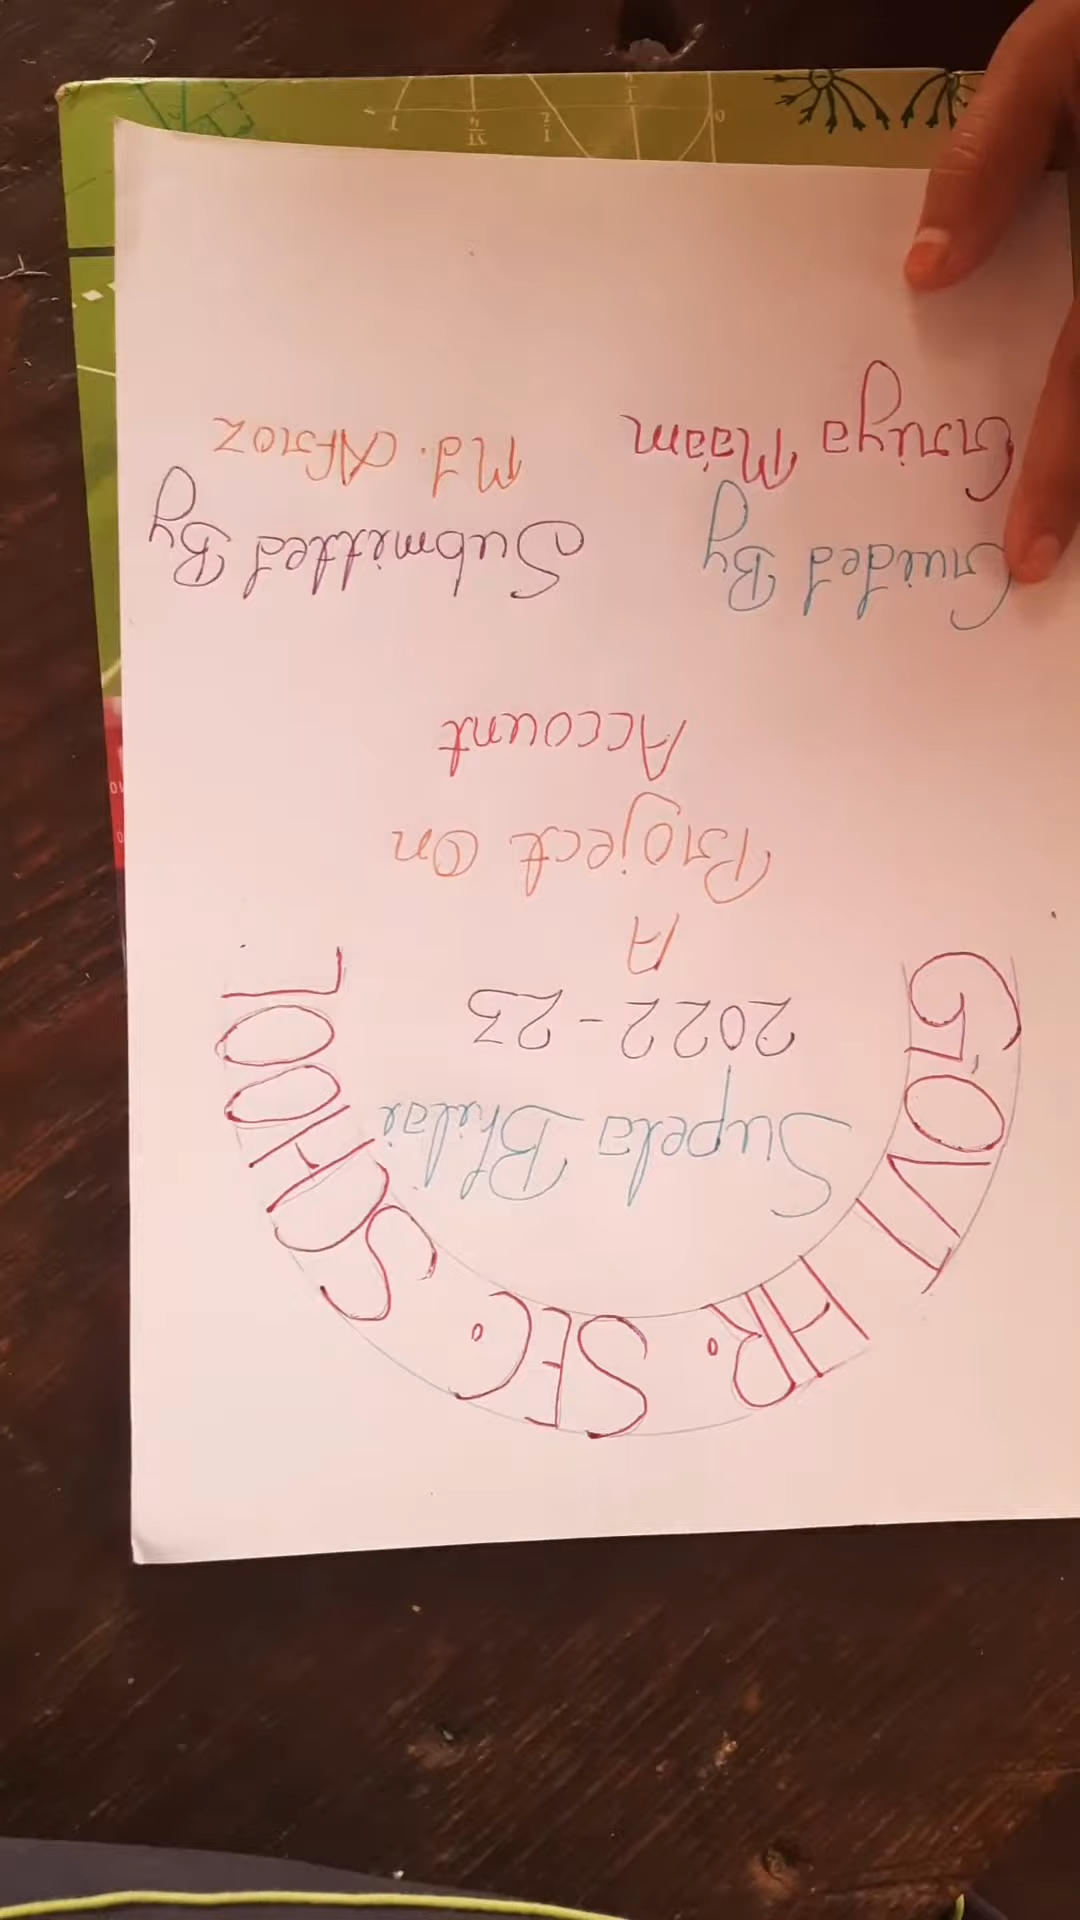 GOVT HR. SEC. SCHOOL
Supela Bhilai
2022-23
A
Project On
Account
Guided By
Griya Maam
Submitted By
Md. Afroz